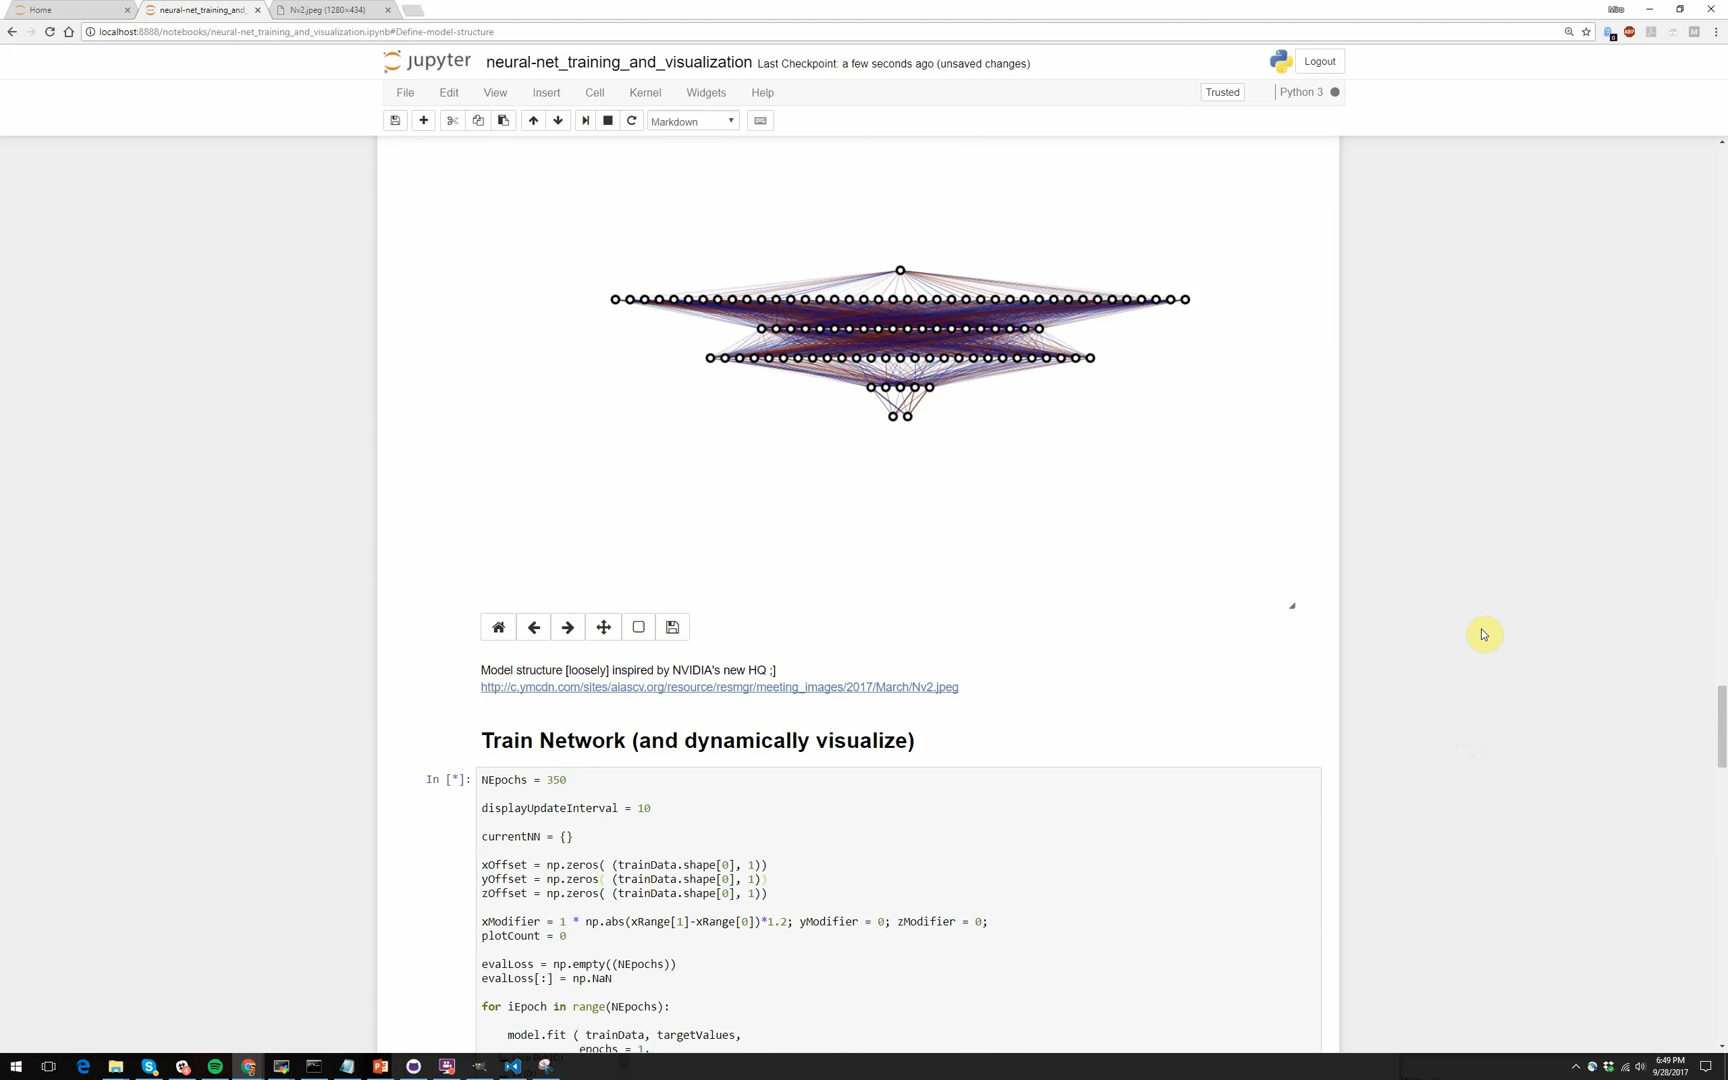 Home
neural-net_training_and_
Nv2.jpeg (1280×434)
Miro
localhost:8888/notebooks/neural-net_training_and_visualization.ipynb#Define-model-structure
jupyter
neural-net_training_and_visualization Last Checkpoint: a few seconds ago (unsaved changes)
Logout
File Edit View Insert Cell Kernel Widgets Help
Trusted
Python 3
Markdown
Model structure [loosely] inspired by NVIDIA's new HQ ;]
http://c.ymcdn.com/sites/aiascv.org/resource/resmgr/meeting_images/2017/March/Nv2.jpeg
Train Network (and dynamically visualize)
In [*]:
NEpochs = 350
displayUpdateInterval = 10
currentNN = {}
xOffset = np.zeros( (trainData.shape[0], 1))
yOffset = np.zeros( (trainData.shape[0], 1))
zOffset = np.zeros( (trainData.shape[0], 1))
xModifier = 1 * np.abs(xRange[1]-xRange[0])*1.2; yModifier = 0; zModifier = 0;
plotCount = 0
evalLoss = np.empty((NEpochs))
evalLoss[:] = np.NaN
for iEpoch in range(NEpochs):
model.fit ( trainData, targetValues,
epochs = 1,
6:49 PM
9/28/2017